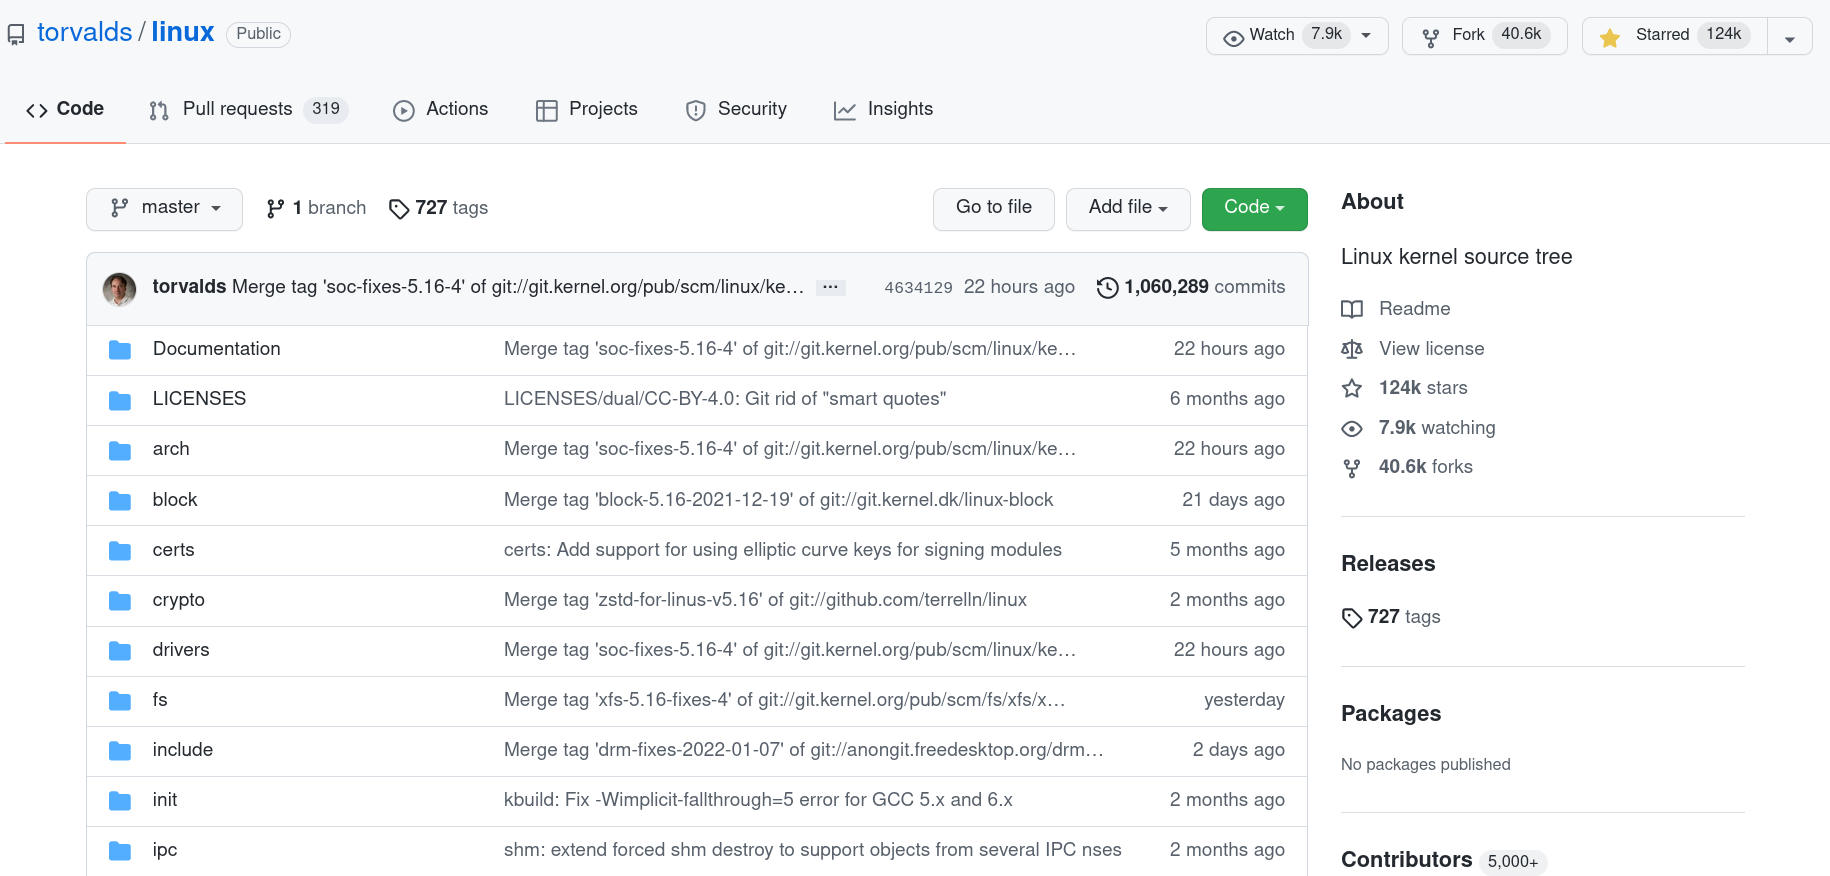 torvalds / linux Public Watch 7.9k Fork 40.6k Starred 124k
Code Pull requests 319 Actions Projects Security Insights
master 1 branch 727 tags Go to file Add file Code
torvalds Merge tag 'soc-fixes-5.16-4' of git://git.kernel.org/pub/scm/linux/ke… ... 4634129 22 hours ago 1,060,289 commits
Documentation Merge tag 'soc-fixes-5.16-4' of git://git.kernel.org/pub/scm/linux/ke… 22 hours ago
LICENSES LICENSES/dual/CC-BY-4.0: Git rid of "smart quotes" 6 months ago
arch Merge tag 'soc-fixes-5.16-4' of git://git.kernel.org/pub/scm/linux/ke… 22 hours ago
block Merge tag 'block-5.16-2021-12-19' of git://git.kernel.dk/linux-block 21 days ago
certs certs: Add support for using elliptic curve keys for signing modules 5 months ago
crypto Merge tag 'zstd-for-linus-v5.16' of git://github.com/terrelln/linux 2 months ago
drivers Merge tag 'soc-fixes-5.16-4' of git://git.kernel.org/pub/scm/linux/ke… 22 hours ago
fs Merge tag 'xfs-5.16-fixes-4' of git://git.kernel.org/pub/scm/fs/xfs/x… yesterday
include Merge tag 'drm-fixes-2022-01-07' of git://anongit.freedesktop.org/drm… 2 days ago
init kbuild: Fix -Wimplicit-fallthrough=5 error for GCC 5.x and 6.x 2 months ago
ipc shm: extend forced shm destroy to support objects from several IPC nses 2 months ago
About
Linux kernel source tree
Readme
View license
124k stars
7.9k watching
40.6k forks
Releases
727 tags
Packages
No packages published
Contributors 5,000+